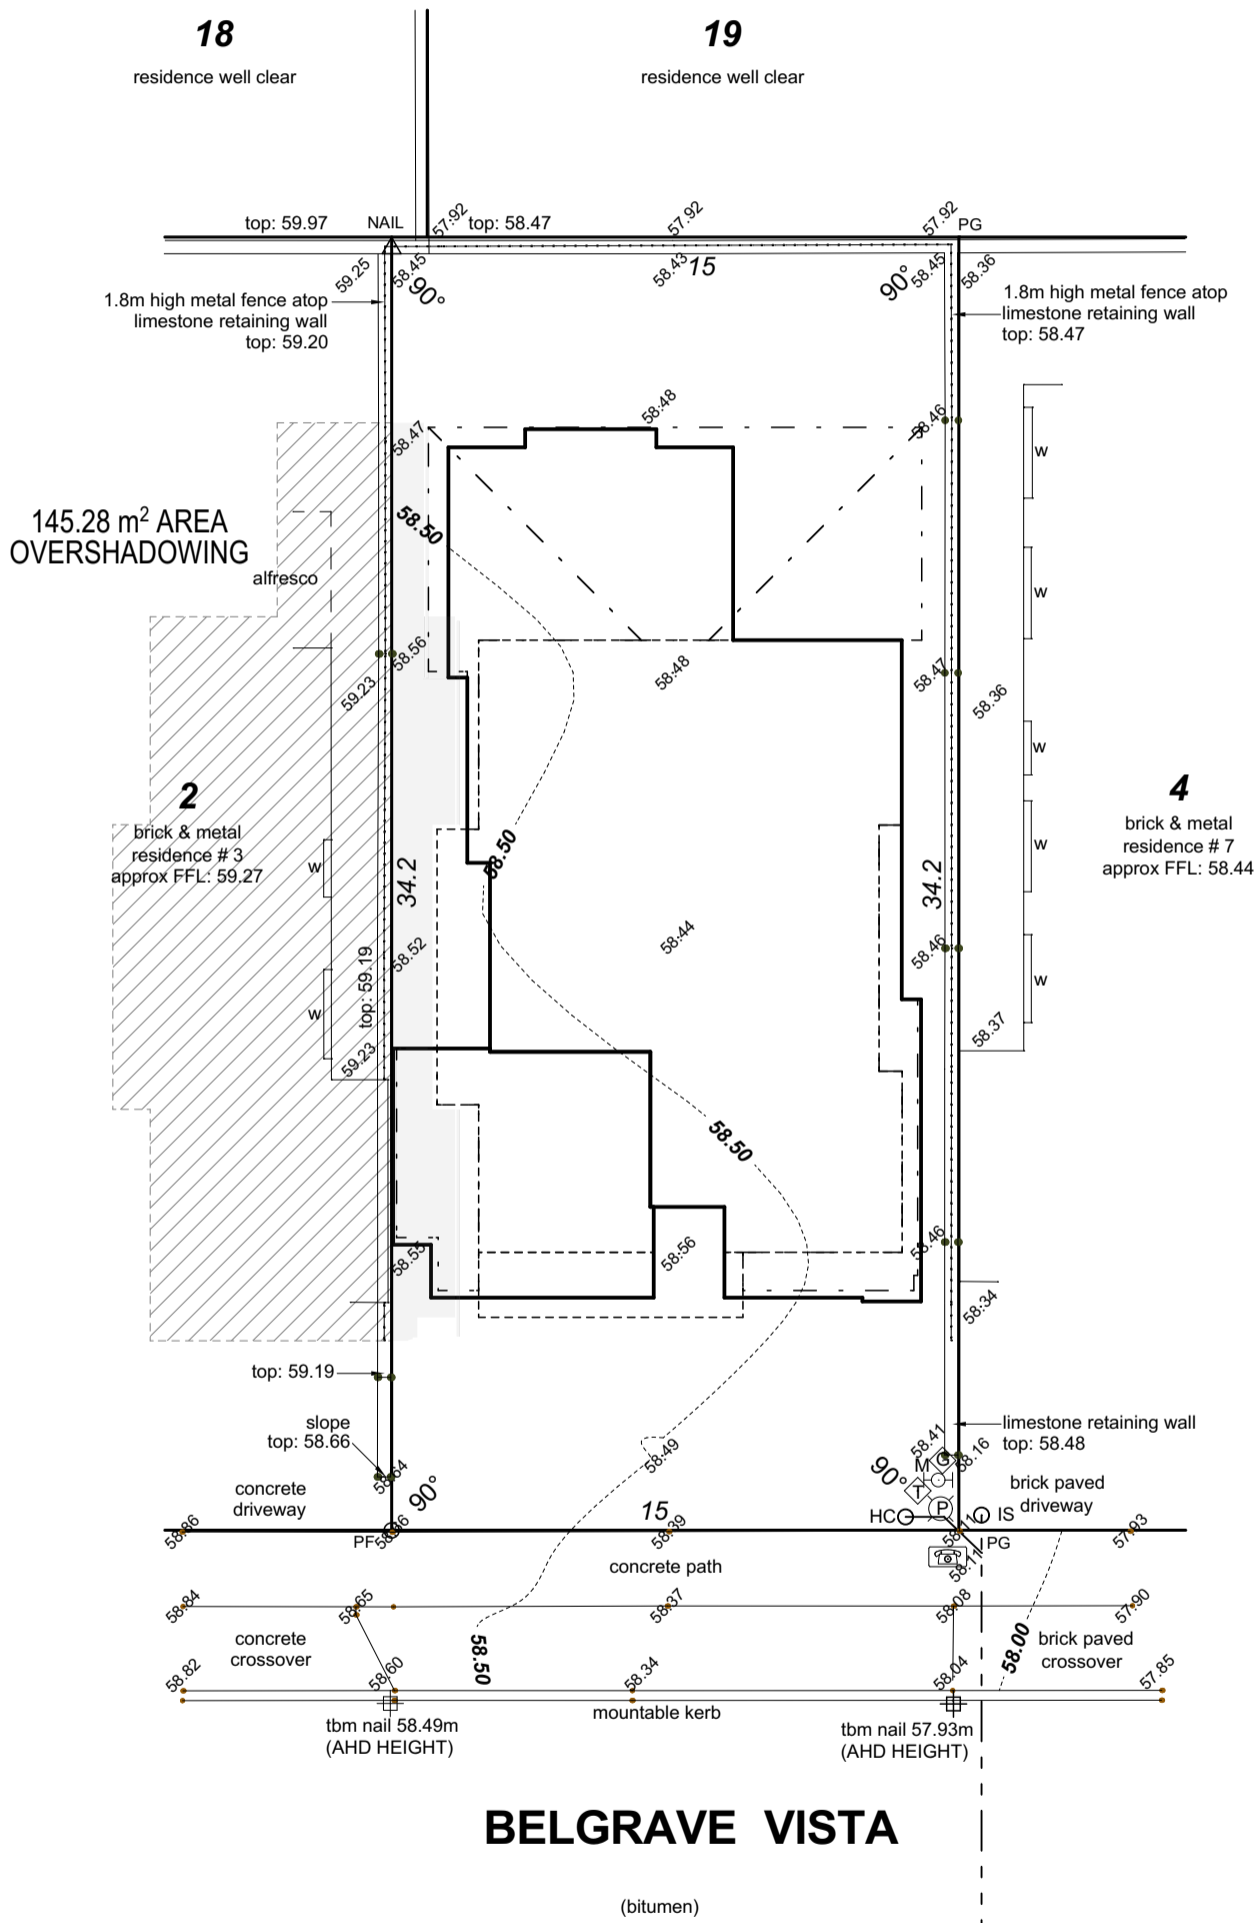 18
residence well clear
19
residence well clear
top: 59.97
NAIL
57.92
top: 58.47
57.92
57.92
PG
59.25
58.45
90°
58.43
15
90°
58.45
58.36
1.8m high metal fence atop
limestone retaining wall
top: 59.20
1.8m high metal fence atop
limestone retaining wall
top: 58.47
58.47
58.48
58.46
w
58.50
145.28 m² AREA
OVERSHADOWING
alfresco
w
58.56
59.23
58.48
58.47
58.36
w
2
brick & metal
residence # 3
approx FFL: 59.27
w
34.2
58.50
34.2
w
4
brick & metal
residence # 7
approx FFL: 58.44
58.52
top: 59.19
58.44
58.46
w
w
59.23
58.37
58.50
58.55
58.56
58.46
58.34
top: 59.19
slope
top: 58.66
58.64
58.49
58.41
58.16
limestone retaining wall
top: 58.48
concrete
driveway
90°
15
90°
M
G
T
P
HC
IS
brick paved
driveway
58.86
PF
58.39
58.11
PG
57.93
concrete path
58.11
58.84
58.65
58.37
58.08
57.90
concrete
crossover
58.50
58.00
brick paved
crossover
58.82
58.60
58.34
58.04
57.85
mountable kerb
tbm nail 58.49m
(AHD HEIGHT)
tbm nail 57.93m
(AHD HEIGHT)
BELGRAVE VISTA
(bitumen)